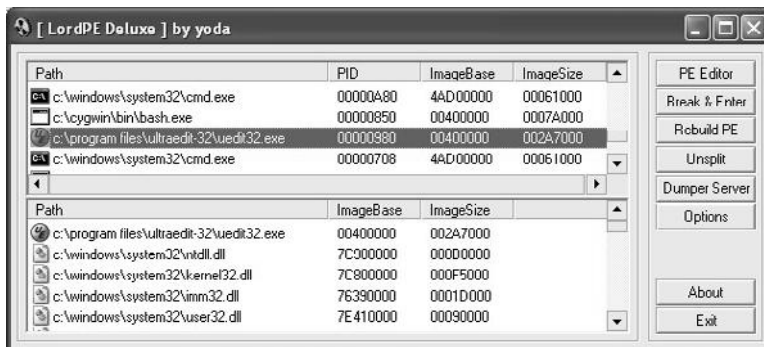 [ LordPE Deluxe ] by yoda
Path PID ImageBase ImageSize
c:\windows\system32\cmd.exe 00000A80 4AD00000 00061000
c:\cygwin\bin\bash.exe 00000850 00400000 0007A000
c:\program files\ultraedit-32\uedit32.exe 00000980 00400000 002A7000
c:\windows\system32\cmd.exe 00000708 4AD00000 00061000
Path ImageBase ImageSize
c:\program files\ultraedit-32\uedit32.exe 00400000 002A7000
c:\windows\system32\ntdll.dll 7C900000 000B0000
c:\windows\system32\kernel32.dll 7C800000 000F5000
c:\windows\system32\imm32.dll 76390000 0001D000
c:\windows\system32\user32.dll 7E410000 00090000
PE Editor
Break & Enter
Rebuild PE
Unsplit
Dumper Server
Options
About
Exit